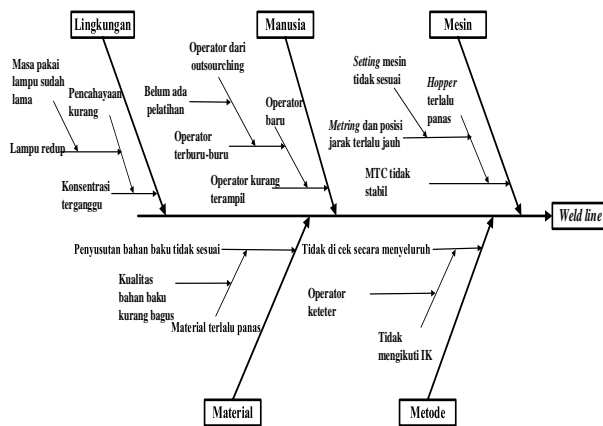 Lingkungan
Manusia
Mesin
Masa pakai
lampu sudah
lama
Pencahayaan
kurang
Lampu redup
Konsentrasi
terganggu
Operator dari
outsourching
Belum ada
pelatihan
Operator
baru
Operator
terburu-buru
Operator kurang
terampil
Setting mesin
tidak sesuai
Hopper
terlalu
panas
Metring dan posisi
jarak terlalu jauh
MTC tidak
stabil
Weld line
Penyusutan bahan baku tidak sesuai
Kualitas
bahan baku
kurang bagus
Material terlalu panas
Tidak di cek secara menyeluruh
Operator
keteter
Tidak
mengikuti IK
Material
Metode